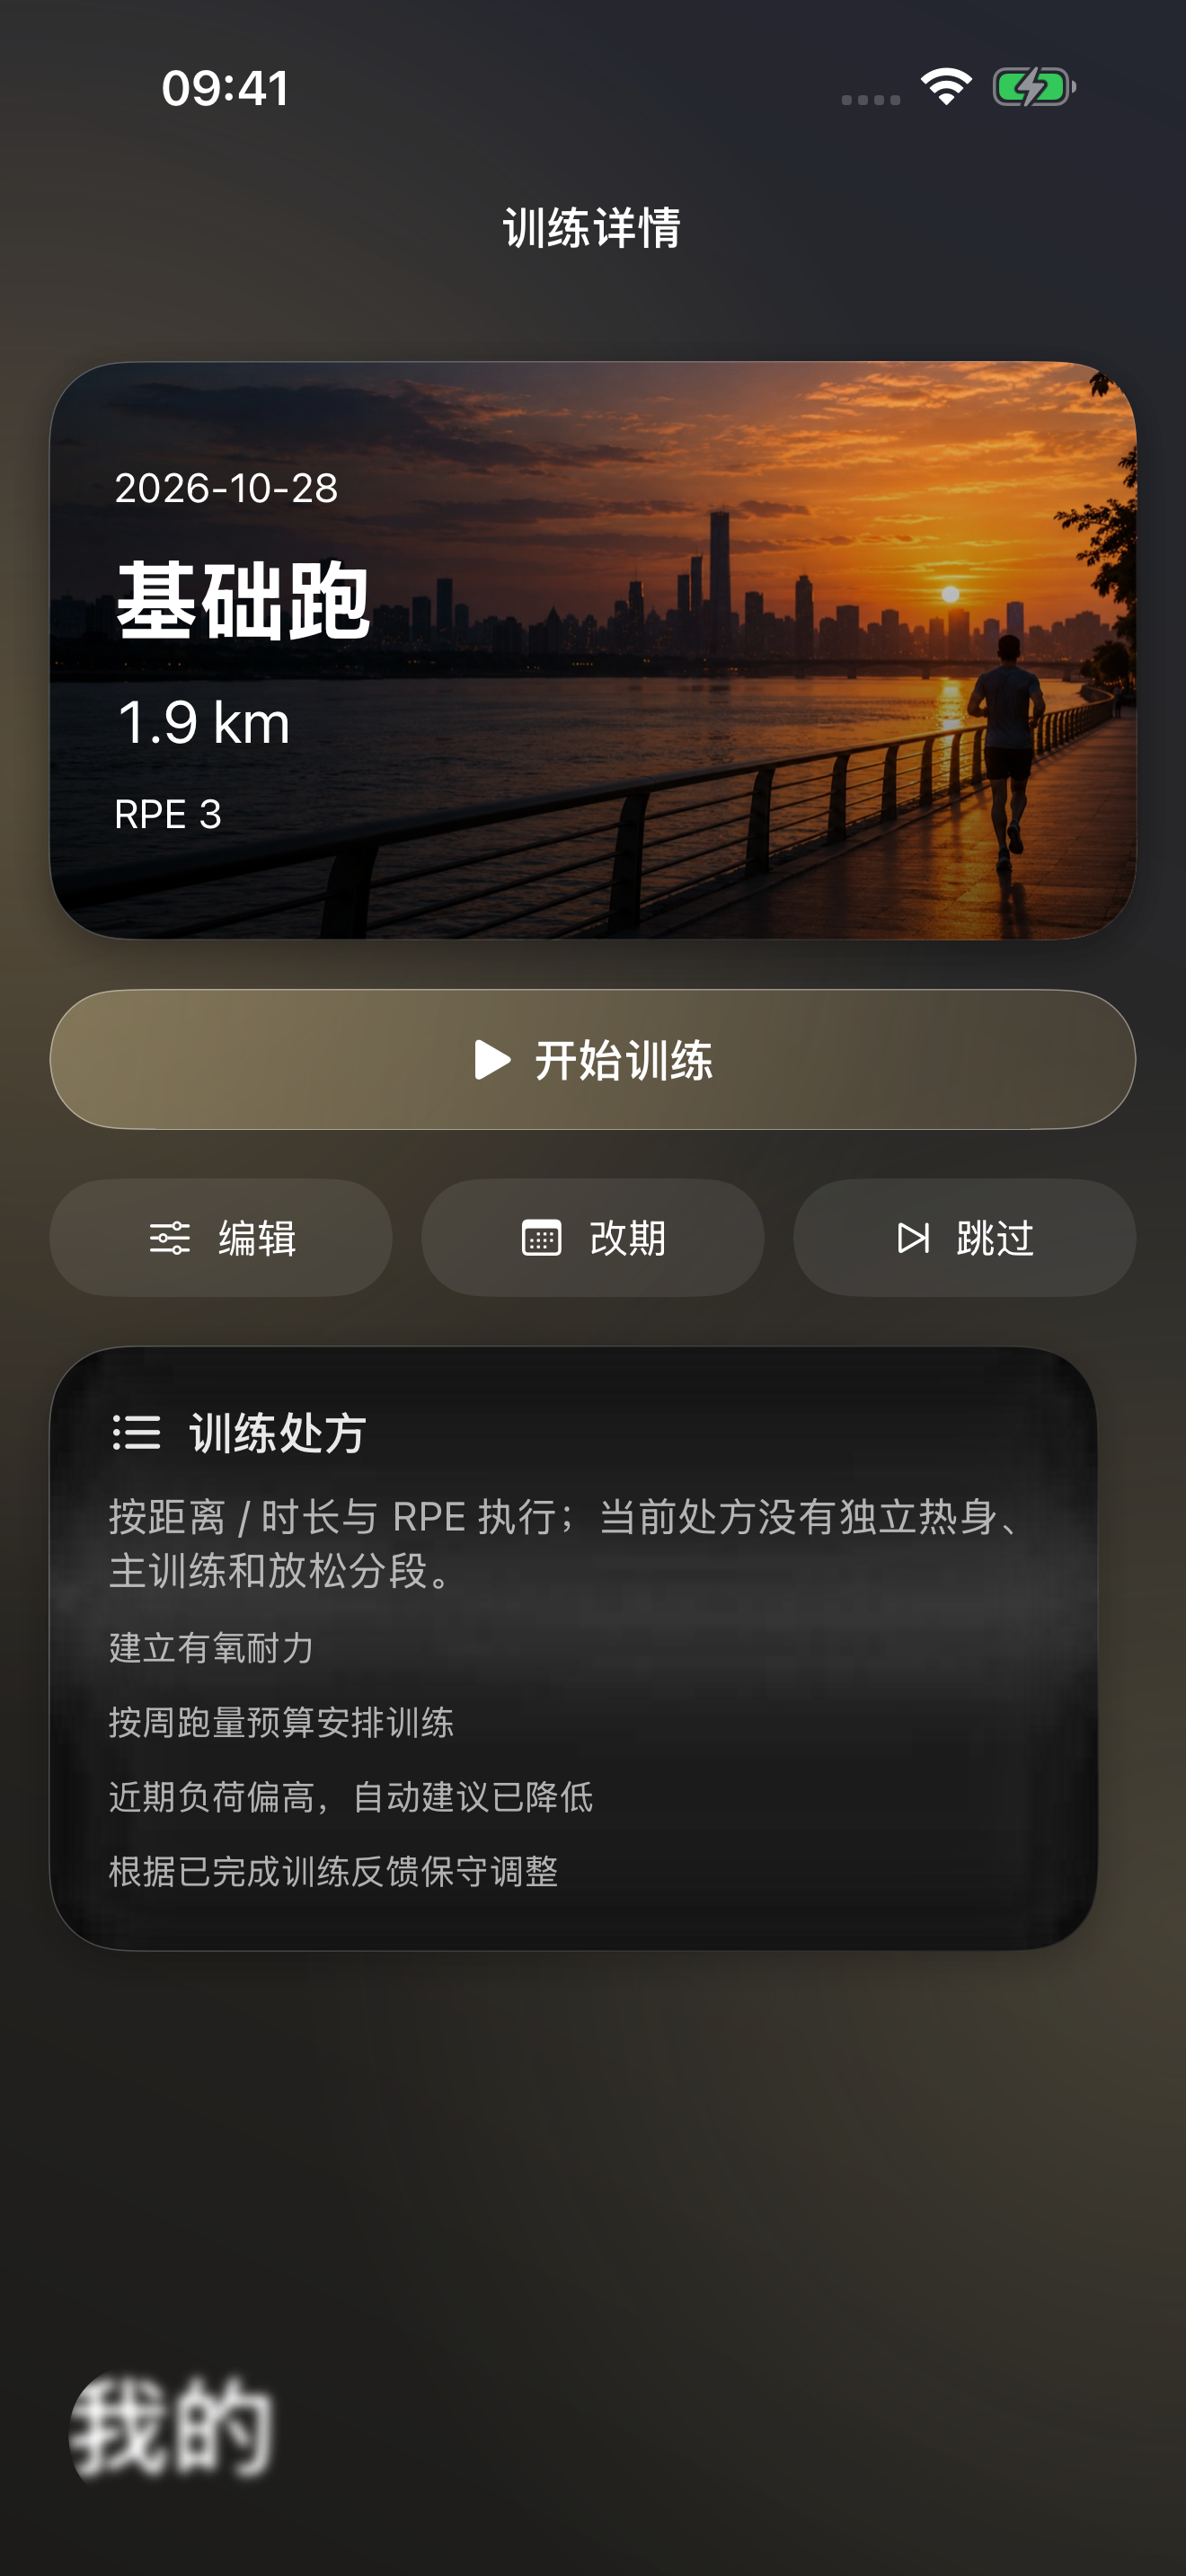 09:41
训练详情
2026-10-28
基础跑
1.9 km
RPE 3
开始训练
编辑
改期
跳过
训练处方
按距离 / 时长与 RPE 执行；当前处方没有独立热身、
主训练和放松分段。
建立有氧耐力
按周跑量预算安排训练
近期负荷偏高，自动建议已降低
根据已完成训练反馈保守调整
我的